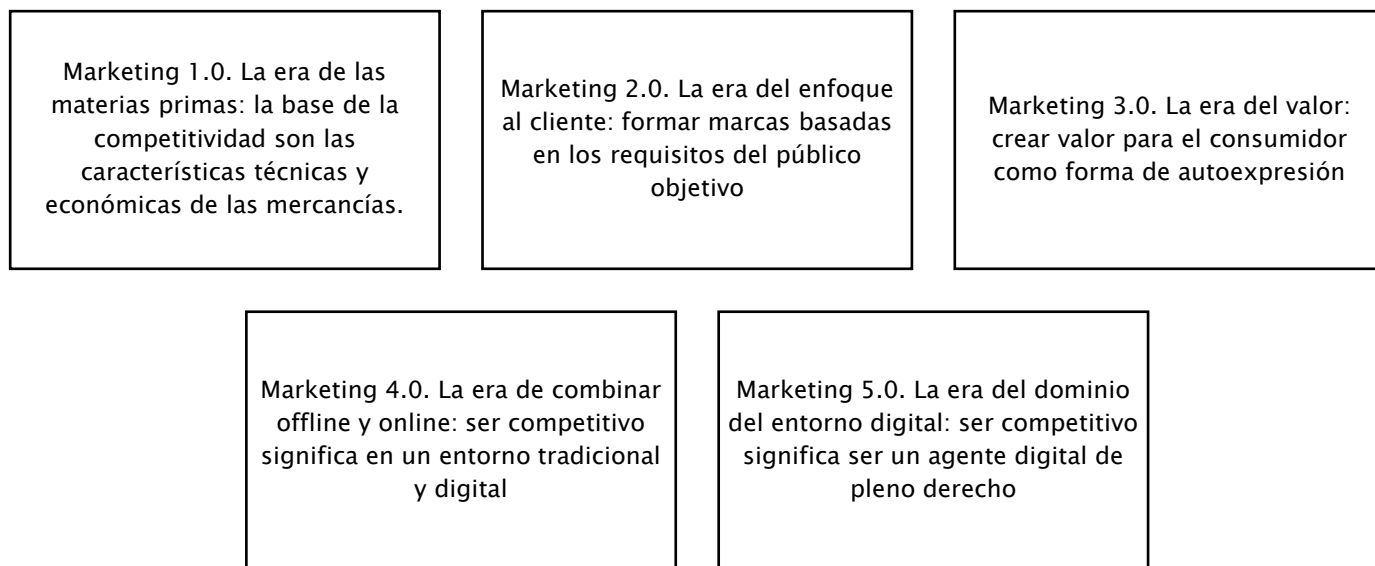 Marketing 1.0. La era de las
materias primas: la base de la
competitividad son las
características técnicas y
económicas de las mercancías.
Marketing 2.0. La era del enfoque
al cliente: formar marcas basadas
en los requisitos del público
objetivo
Marketing 3.0. La era del valor:
crear valor para el consumidor
como forma de autoexpresión
Marketing 4.0. La era de combinar
offline y online: ser competitivo
significa en un entorno tradicional
y digital
Marketing 5.0. La era del dominio
del entorno digital: ser competitivo
significa ser un agente digital de
pleno derecho